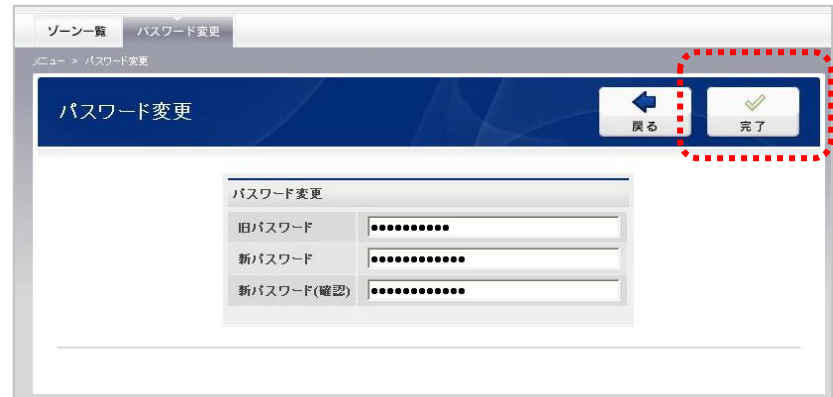 ゾーン一覧 パスワード変更
メニュー > パスワード変更
パスワード変更
戻る 完了
パスワード変更
旧パスワード ●●●●●●●●●●
新パスワード ●●●●●●●●●●●●
新パスワード(確認) ●●●●●●●●●●●●